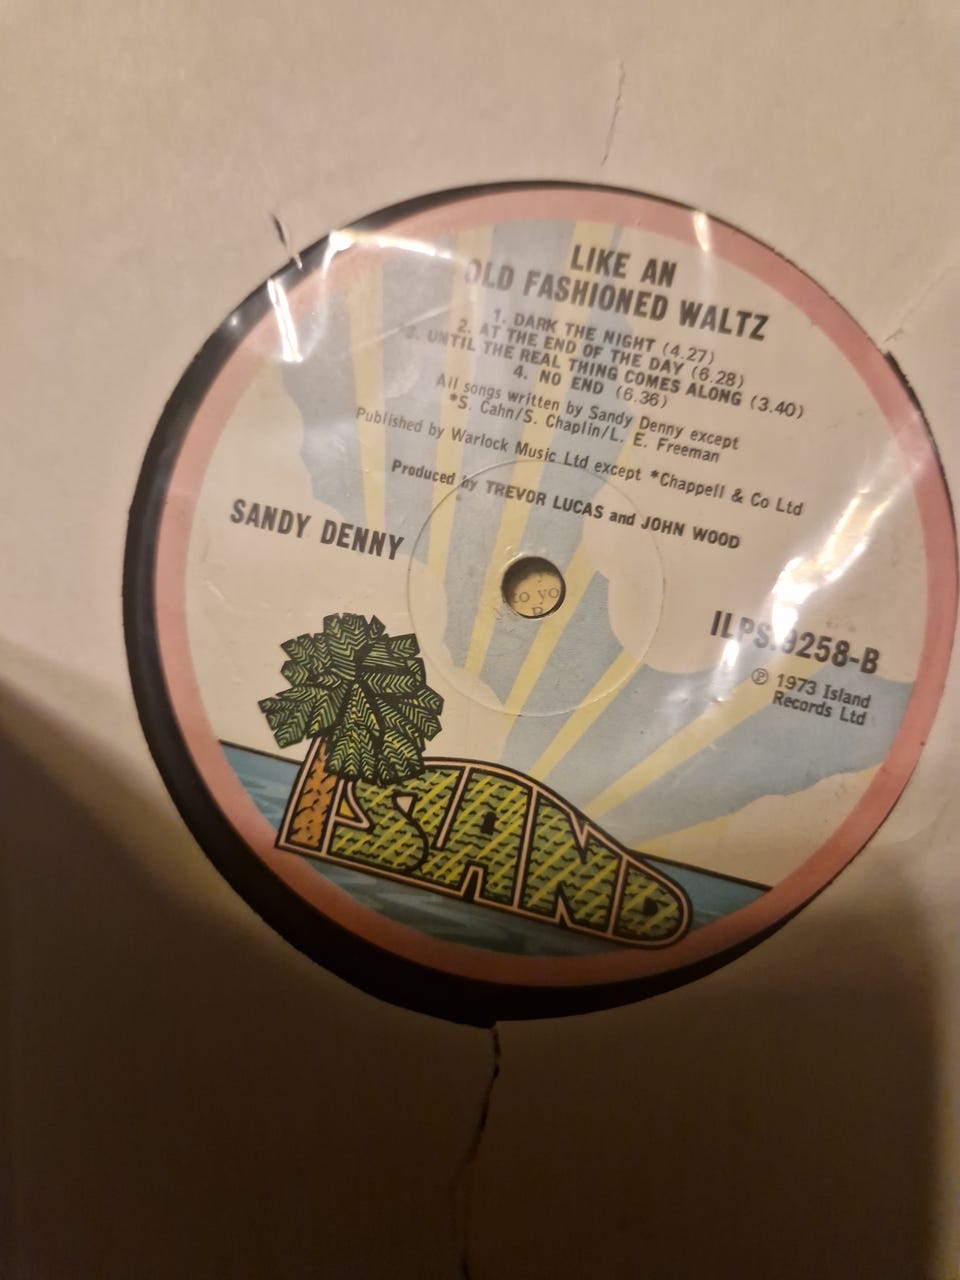 LIKE AN
OLD FASHIONED WALTZ
1. DARK THE NIGHT (4.27)
2. AT THE END OF THE DAY (6.28)
*3. UNTIL THE REAL THING COMES ALONG (3.40)
4. NO END (6.36)
All songs written by Sandy Denny except
*S. Cahn/S. Chaplin/L. E. Freeman
Published by Warlock Music Ltd except *Chappell & Co Ltd
Produced by TREVOR LUCAS and JOHN WOOD
SANDY DENNY
to yo
ILPS.9258-B
℗ 1973 Island
Records Ltd
ISLAND